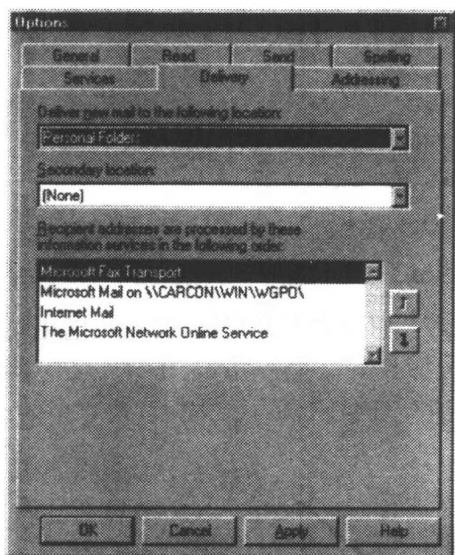 Options
General Read Send Spelling
Services Delivery Addressing
Deliver new mail to the following location:
Personal Folders
Secondary location:
(None)
Recipient addresses are processed by these
information services in the following order:
Microsoft Fax Transport
Microsoft Mail on \\CARCON\WIN\WGPO\
Internet Mail
The Microsoft Network Online Service
OK Cancel Apply Help